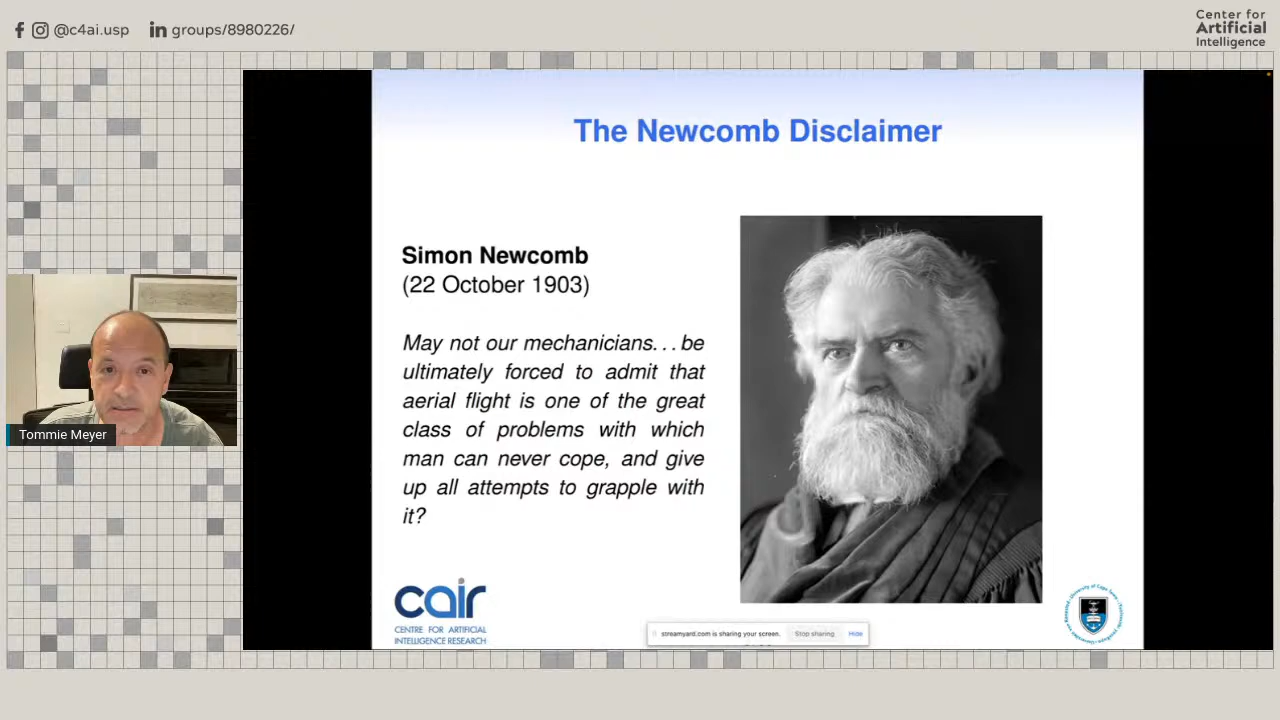 @c4ai.usp groups/8980226/
Center for
Artificial
Intelligence
The Newcomb Disclaimer
Simon Newcomb
(22 October 1903)
May not our mechanicians...be
ultimately forced to admit that
aerial flight is one of the great
class of problems with which
man can never cope, and give
up all attempts to grapple with
it?
Tommie Meyer
cair
CENTRE FOR ARTIFICIAL
INTELLIGENCE RESEARCH
streamyard.com is sharing your screen. Stop sharing Hide